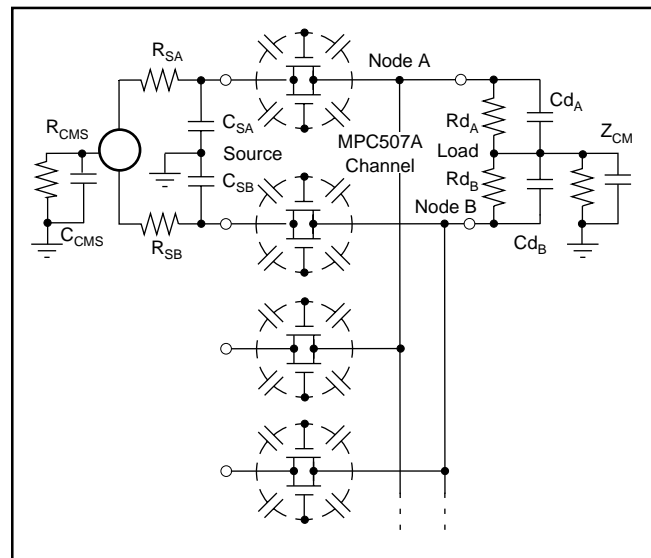 R_SA
Node A
Cd_A
R_CMS
C_SA
Rd_A
Z_CM
MPC507A
Channel
Source
Load
C_SB
Rd_B
Node B
C_CMS
R_SB
Cd_B